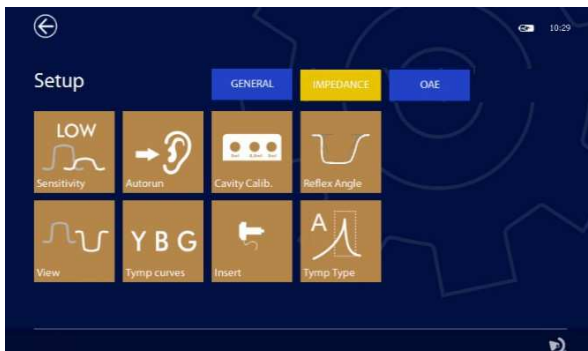 10:29
Setup
GENERAL
IMPEDANCE
OAE
LOW
Sensitivity
Autorun
Cavity Calib.
Reflex Angle
View
Y B G
Tymp curves
Insert
A
Tymp Type